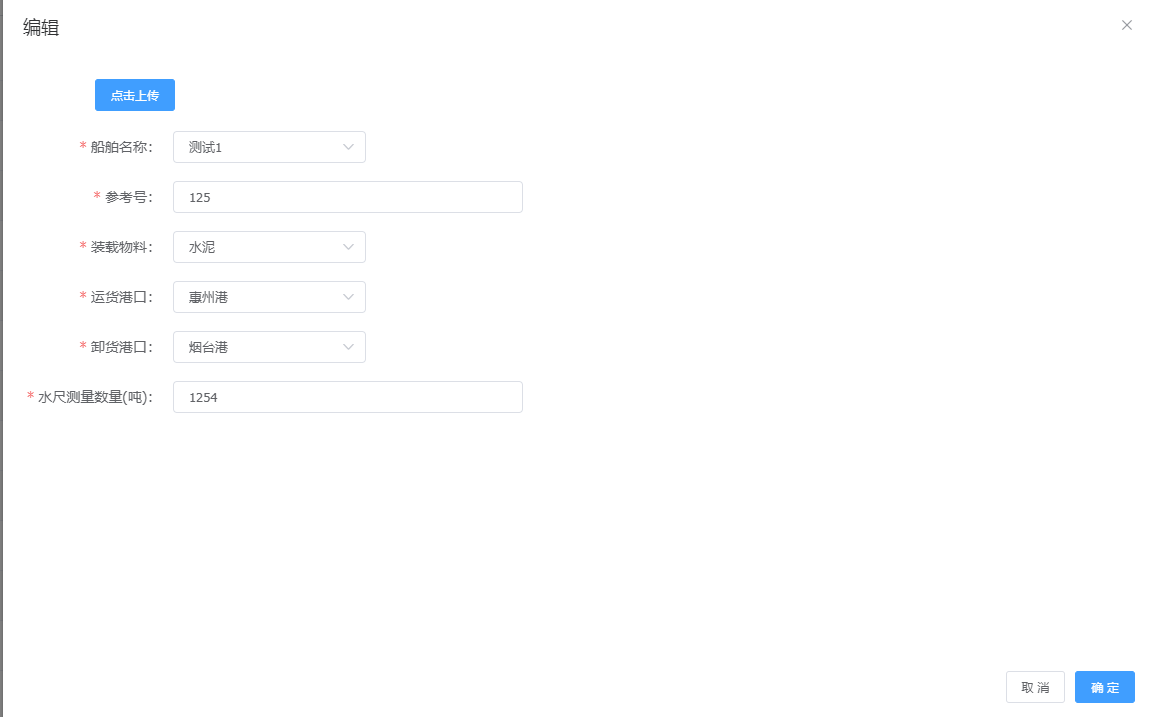 编辑
点击上传
* 船舶名称： 测试1
* 参考号： 125
* 装载物料： 水泥
* 运货港口： 惠州港
* 卸货港口： 烟台港
* 水尺测量数量(吨)： 1254
取 消 确 定